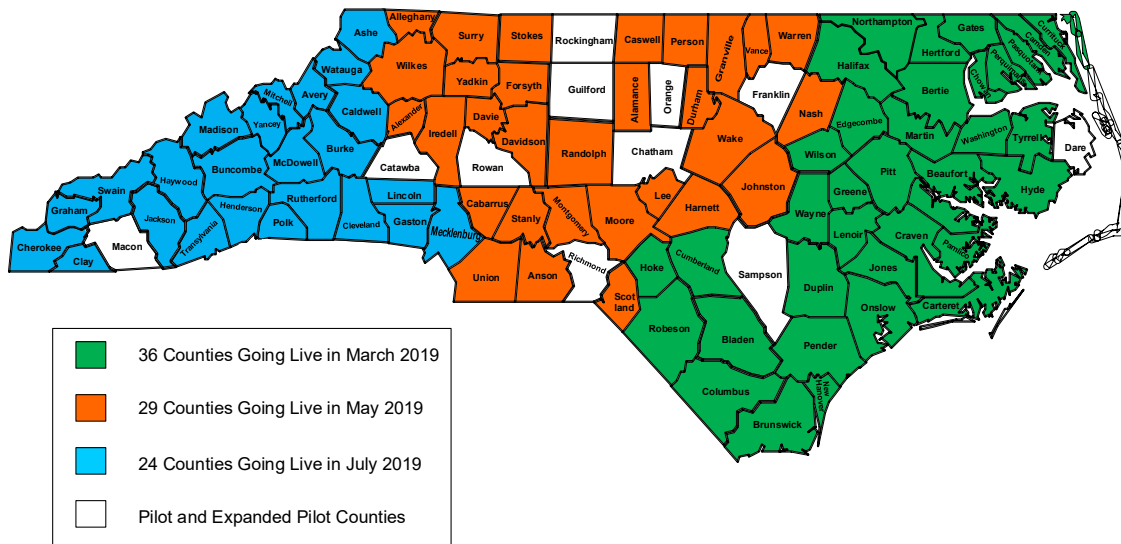 Ashe
Alleghany
Surry
Stokes
Rockingham
Caswell
Person
Granville
Vance
Warren
Northampton
Gates
Hertford
Currituck
Camden
Pasquotank
Perquimans
Chowan
Halifax
Bertie
Watauga
Wilkes
Yadkin
Forsyth
Guilford
Alamance
Orange
Durham
Franklin
Nash
Edgecombe
Martin
Washington
Tyrrell
Dare
Mitchell
Avery
Yancey
Caldwell
Alexander
Iredell
Davie
Davidson
Randolph
Chatham
Wake
Wilson
Pitt
Beaufort
Hyde
Madison
Buncombe
McDowell
Burke
Catawba
Rowan
Johnston
Greene
Swain
Haywood
Graham
Jackson
Henderson
Rutherford
Lincoln
Cabarrus
Stanly
Montgomery
Moore
Lee
Harnett
Wayne
Lenoir
Craven
Pamlico
Cherokee
Clay
Macon
Transylvania
Polk
Cleveland
Gaston
Mecklenburg
Union
Anson
Richmond
Scot
land
Hoke
Cumberland
Sampson
Duplin
Jones
Onslow
Carteret
Robeson
Bladen
Pender
Columbus
Brunswick
New
Hanover
36 Counties Going Live in March 2019
29 Counties Going Live in May 2019
24 Counties Going Live in July 2019
Pilot and Expanded Pilot Counties